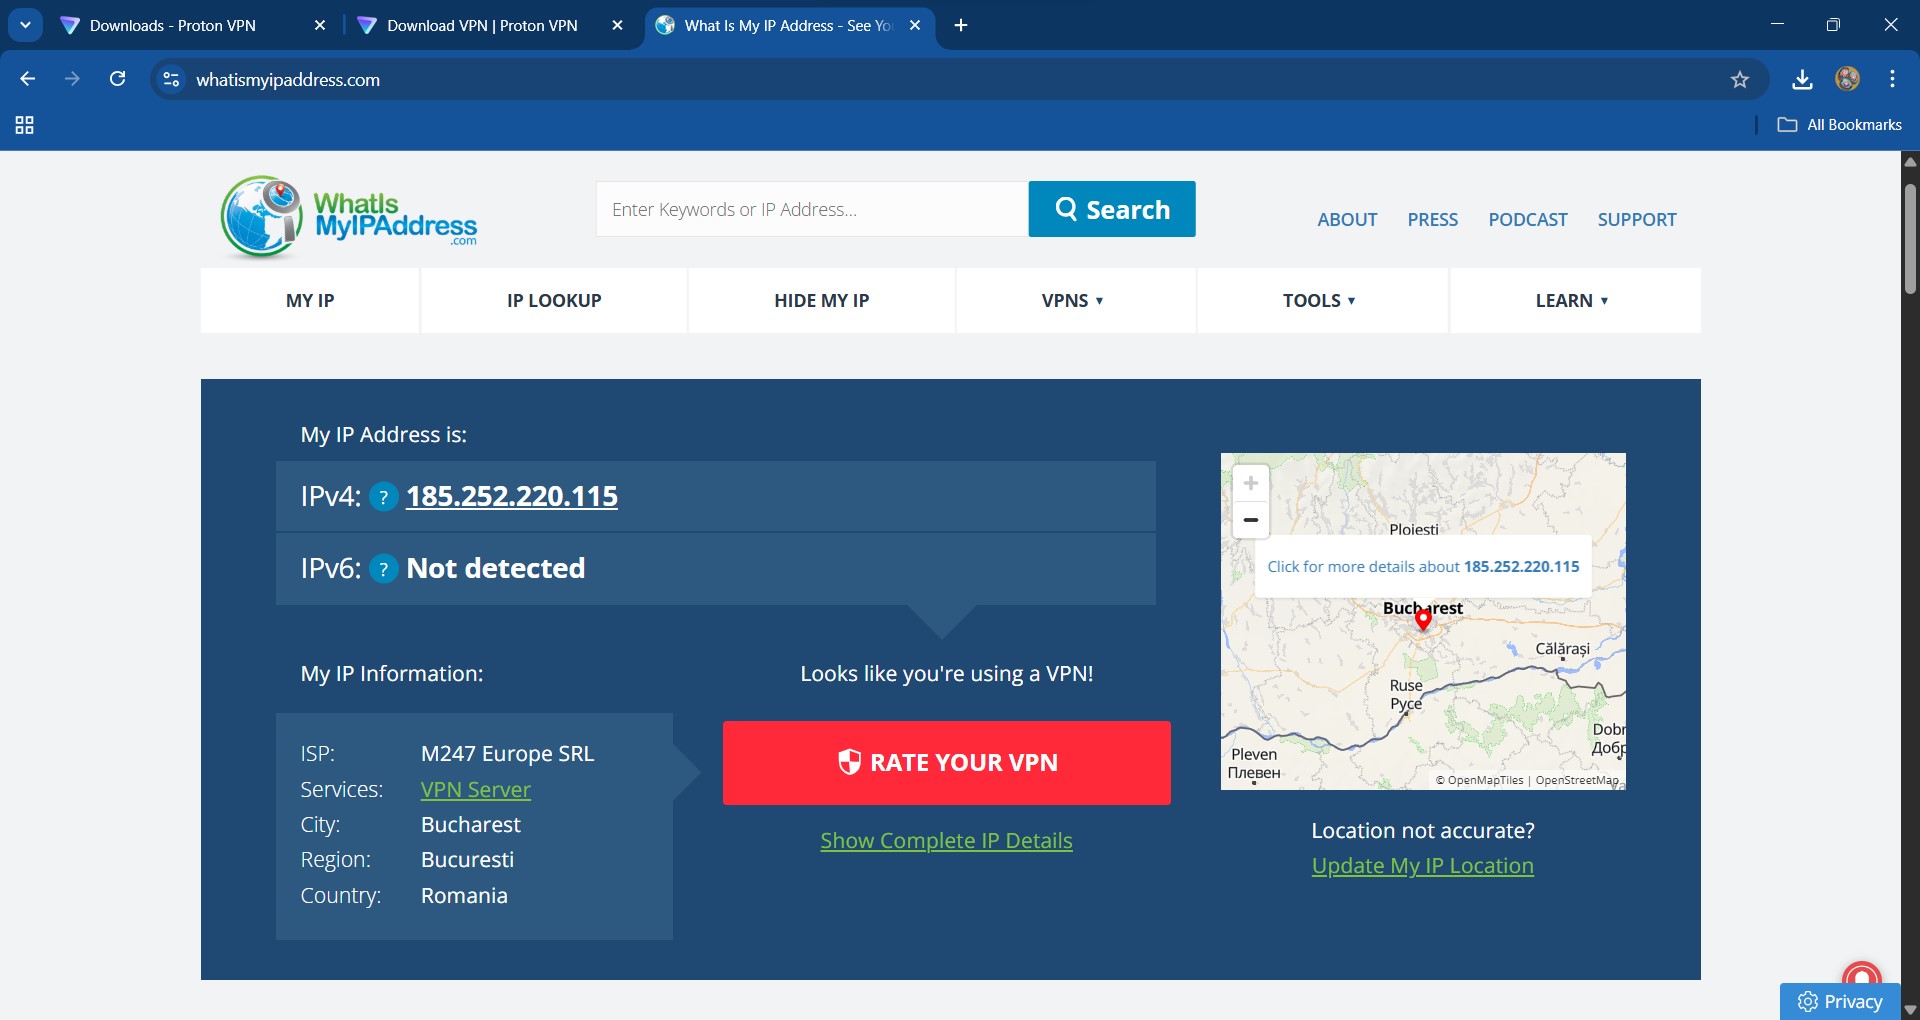 Downloads - Proton VPN
Download VPN | Proton VPN
What Is My IP Address - See Yo
whatismyipaddress.com
All Bookmarks
WhatIs
MyIPAddress
.com
Enter Keywords or IP Address...
Search
ABOUT
PRESS
PODCAST
SUPPORT
MY IP
IP LOOKUP
HIDE MY IP
VPNS ▼
TOOLS ▼
LEARN ▼
My IP Address is:
IPv4: ? 185.252.220.115
IPv6: ? Not detected
My IP Information:
ISP: M247 Europe SRL
Services: VPN Server
City: Bucharest
Region: Bucuresti
Country: Romania
Looks like you're using a VPN!
RATE YOUR VPN
Show Complete IP Details
+
−
Ploiești
Click for more details about 185.252.220.115
Bucharest
Călărași
Ruse
Русе
Dobr
Добр
Pleven
Плевен
© OpenMapTiles | OpenStreetMap
Location not accurate?
Update My IP Location
Privacy